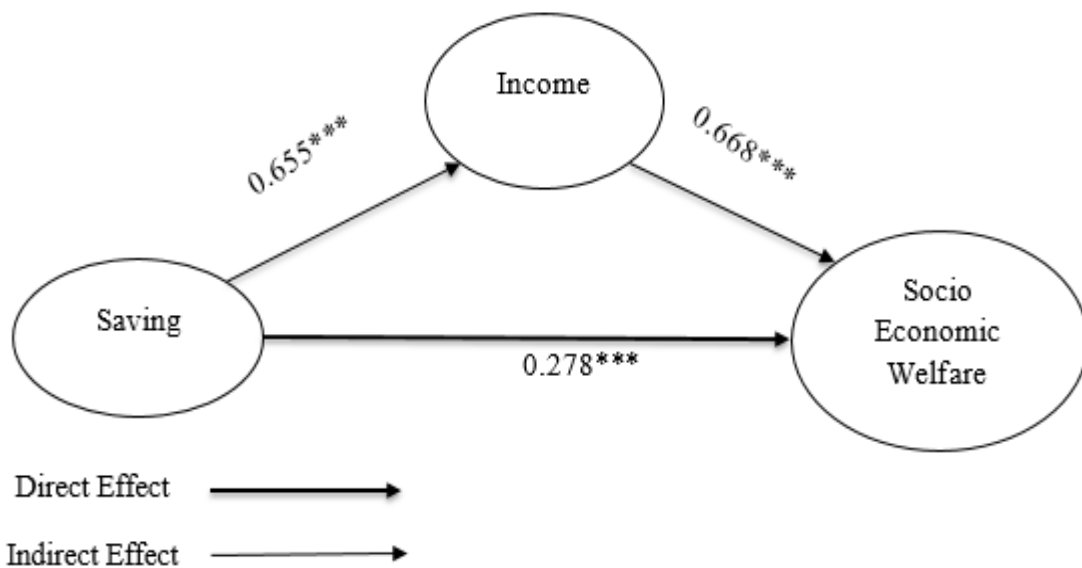 Income
0.655***
0.668***
Saving
Socio
Economic
Welfare
0.278***
Direct Effect
Indirect Effect